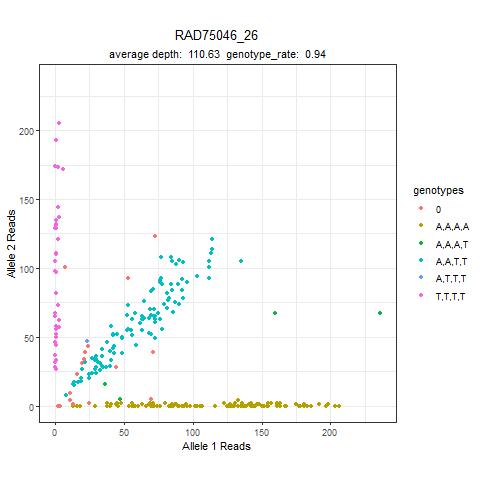 RAD75046_26
average depth:  110.63  genotype_rate:  0.94
200
150
100
50
0
Allele 2 Reads
0
50
100
150
200
Allele 1 Reads
genotypes
0
A,A,A,A
A,A,A,T
A,A,T,T
A,T,T,T
T,T,T,T